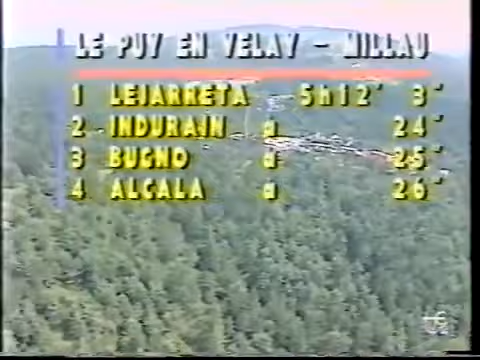 LE PUY EN VELAY - MILLAU
1 LEJARRETA 5h12' 3"
2 INDURAIN a 24"
3 BUGNO a 25"
4 ALCALA a 26"